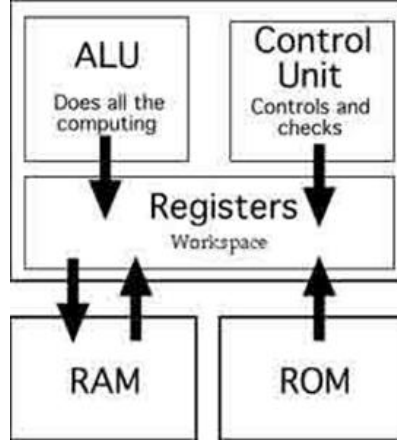 ALU
Does all the
computing
Control
Unit
Controls and
checks
Registers
Workspace
RAM
ROM